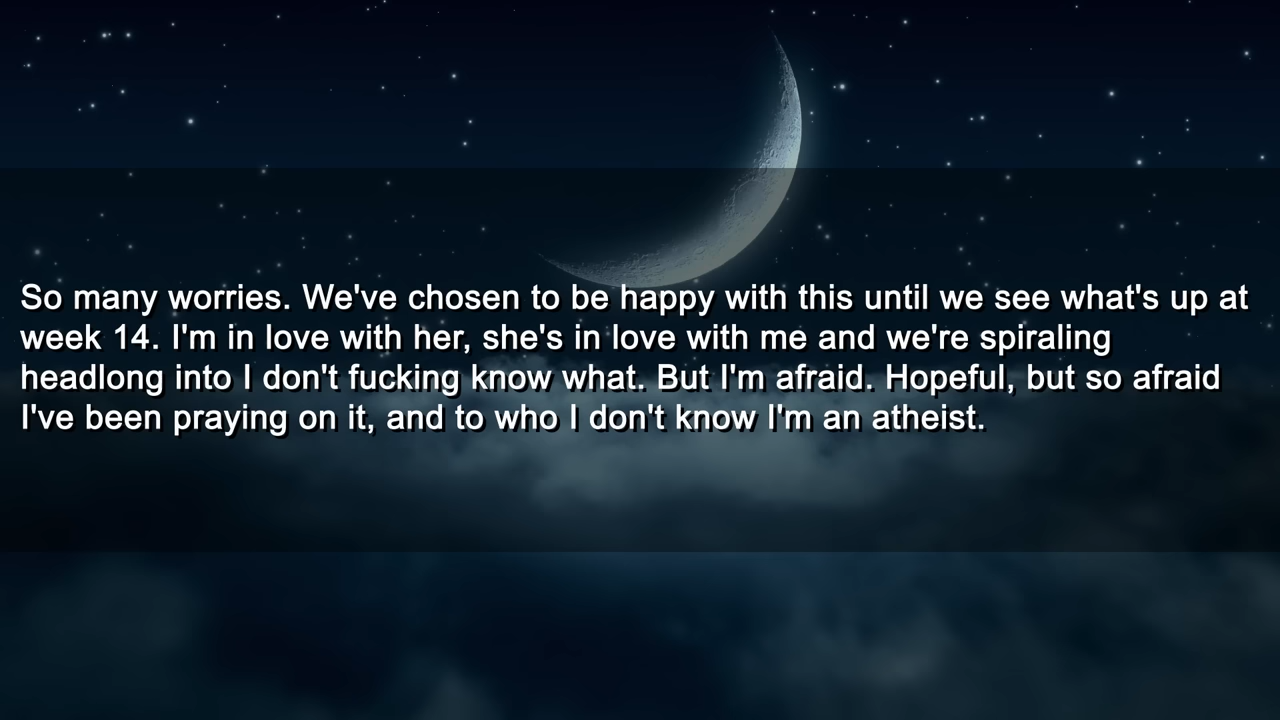 So many worries. We've chosen to be happy with this until we see what's up at
week 14. I'm in love with her, she's in love with me and we're spiraling
headlong into I don't fucking know what. But I'm afraid. Hopeful, but so afraid
I've been praying on it, and to who I don't know I'm an atheist.